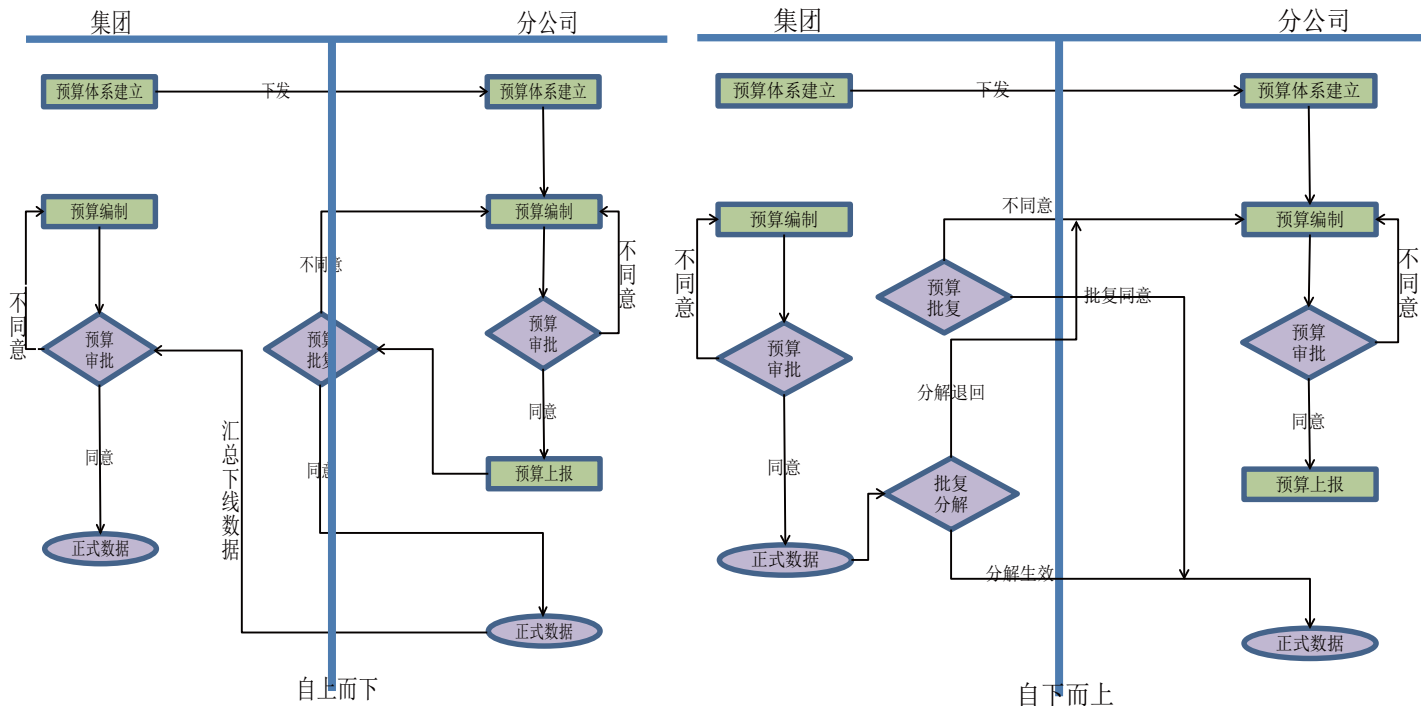 集团
分公司
预算体系建立
下发
预算体系建立
预算编制
预算编制
不同意
不同意
不同意
预算
审批
预算
批复
预算
审批
同意
同意
同意
汇总下线数据
预算上报
正式数据
正式数据
自上而下
集团
分公司
预算体系建立
下发
预算体系建立
预算编制
不同意
预算编制
不同意
不同意
预算
批复
批复同意
预算
审批
预算
审批
分解退回
同意
同意
批复
分解
预算上报
正式数据
分解生效
正式数据
自下而上